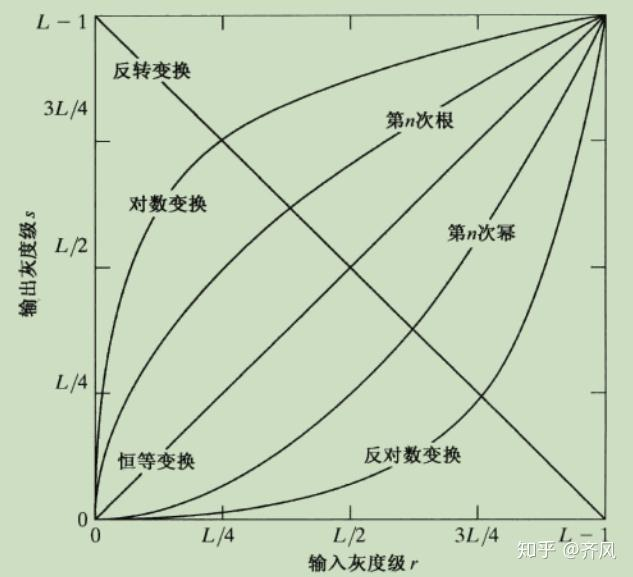 L − 1
反转变换
3L/4
第n次根
对数变换
第n次幂
L/2
输出灰度级 s
L/4
恒等变换
反对数变换
0
0
L/4
L/2
3L/4
L − 1
输入灰度级 r
知乎 @齐风